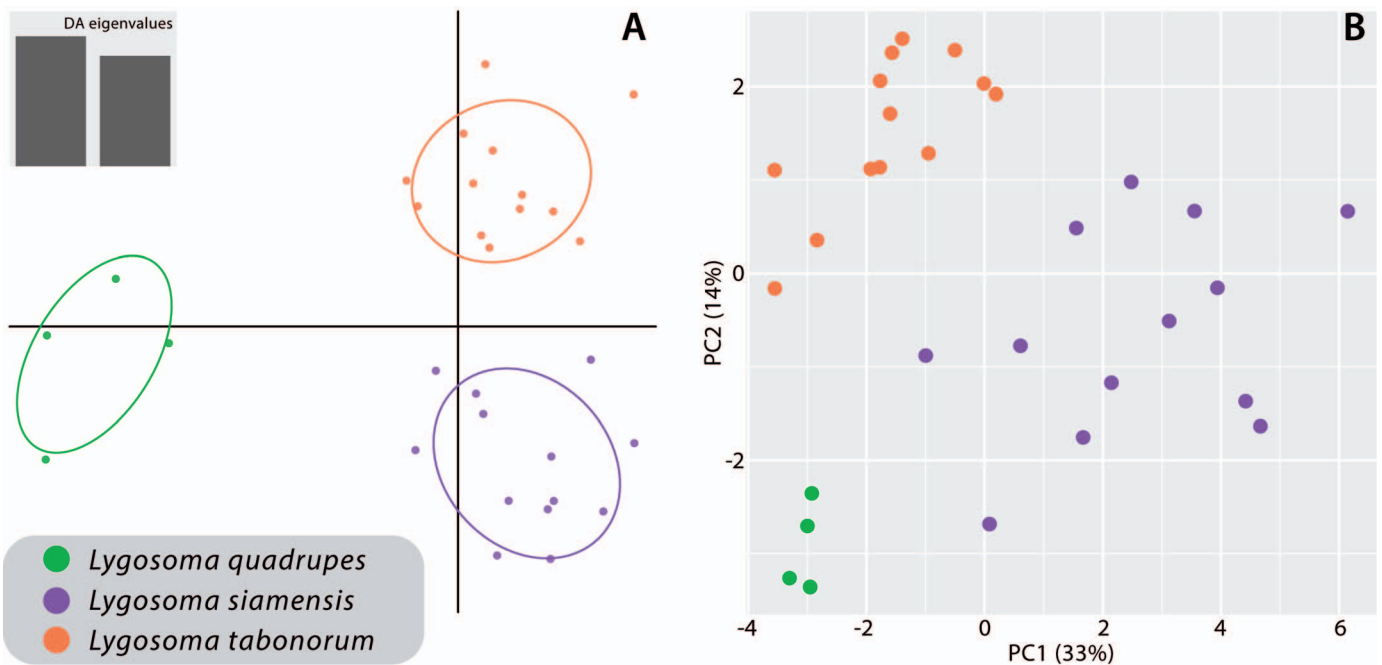 DA eigenvalues
A
Lygosoma quadrupes
Lygosoma siamensis
Lygosoma tabonorum
B
2
0
-2
PC2 (14%)
-4 -2 0 2 4 6
PC1 (33%)